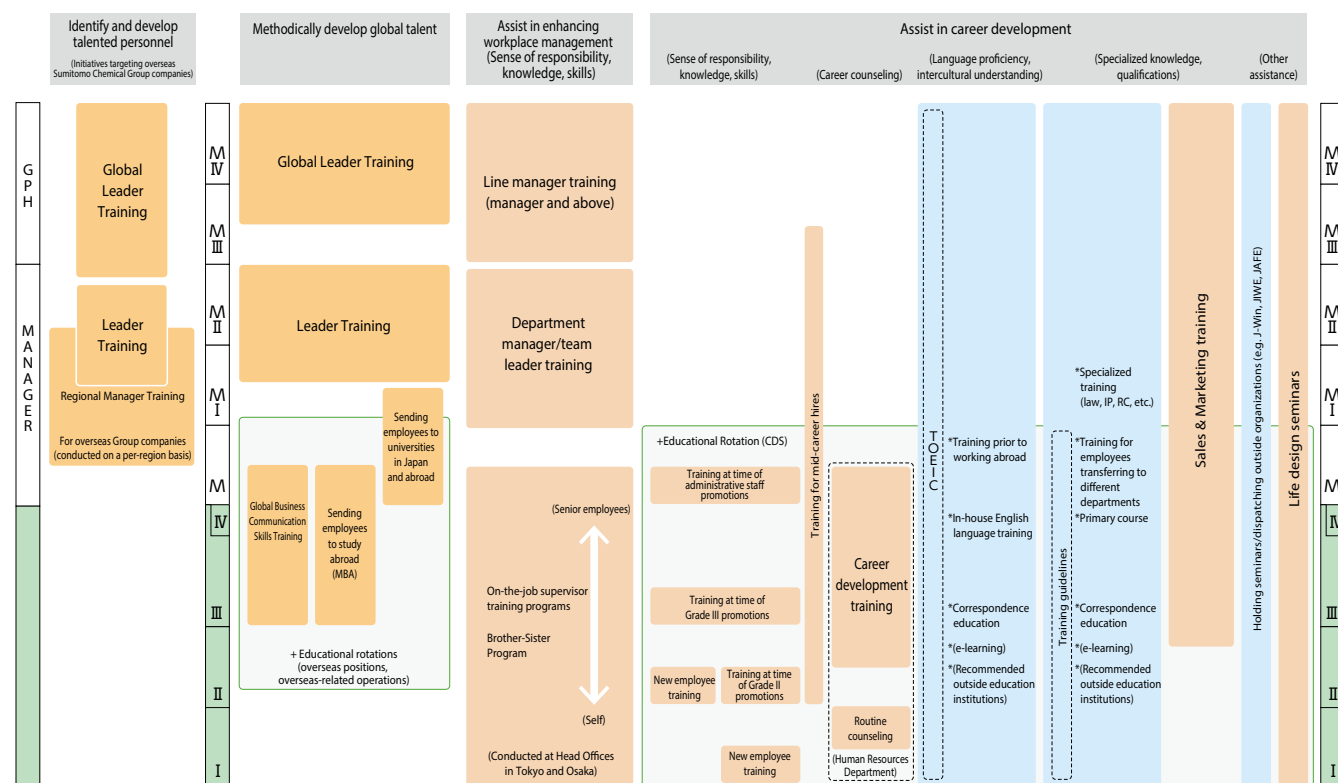 Identify and develop
talented personnel
(Initiatives targeting overseas
Sumitomo Chemical Group companies)
Methodically develop global talent
Assist in enhancing
workplace management
(Sense of responsibility,
knowledge, skills)
Assist in career development
(Sense of responsibility,
knowledge, skills)
(Career counseling)
(Language proficiency,
intercultural understanding)
(Specialized knowledge,
qualifications)
(Other
assistance)
GPH
MANAGER
Global
Leader
Training
Leader
Training
Regional Manager Training
For overseas Group companies
(conducted on a per-region basis)
M
Ⅳ
M
Ⅲ
M
Ⅱ
M
Ⅰ
M
Ⅳ
Ⅲ
Ⅱ
Ⅰ
Global Leader Training
Leader Training
Sending
employees to
universities
in Japan
and abroad
Global Business
Communication
Skills Training
Sending
employees
to study
abroad
(MBA)
+ Educational rotations
(overseas positions,
overseas-related operations)
Line manager training
(manager and above)
Department
manager/team
leader training
(Senior employees)
On-the-job supervisor
training programs
Brother-Sister
Program
(Self)
(Conducted at Head Offices
in Tokyo and Osaka)
+Educational Rotation (CDS)
Training at time of
administrative staff
promotions
Training at time of
Grade III promotions
New employee
training
Training at time
of Grade II
promotions
New employee
training
Training for mid-career hires
Career
development
training
Routine
counseling
(Human Resources
Department)
TOEIC
*Training prior to
working abroad
*In-house English
language training
*Correspondence
education
*(e-learning)
*(Recommended
outside education
institutions)
Training guidelines
*Specialized
training
(law, IP, RC, etc.)
*Training for
employees
transferring to
different
departments
*Primary course
*Correspondence
education
*(e-learning)
*(Recommended
outside education
institutions)
Sales & Marketing training
Holding seminars/dispatching outside organizations (e.g. J-Win, JIWE, JAFE)
Life design seminars
M
Ⅳ
M
Ⅲ
M
Ⅱ
M
Ⅰ
M
Ⅳ
Ⅲ
Ⅱ
Ⅰ